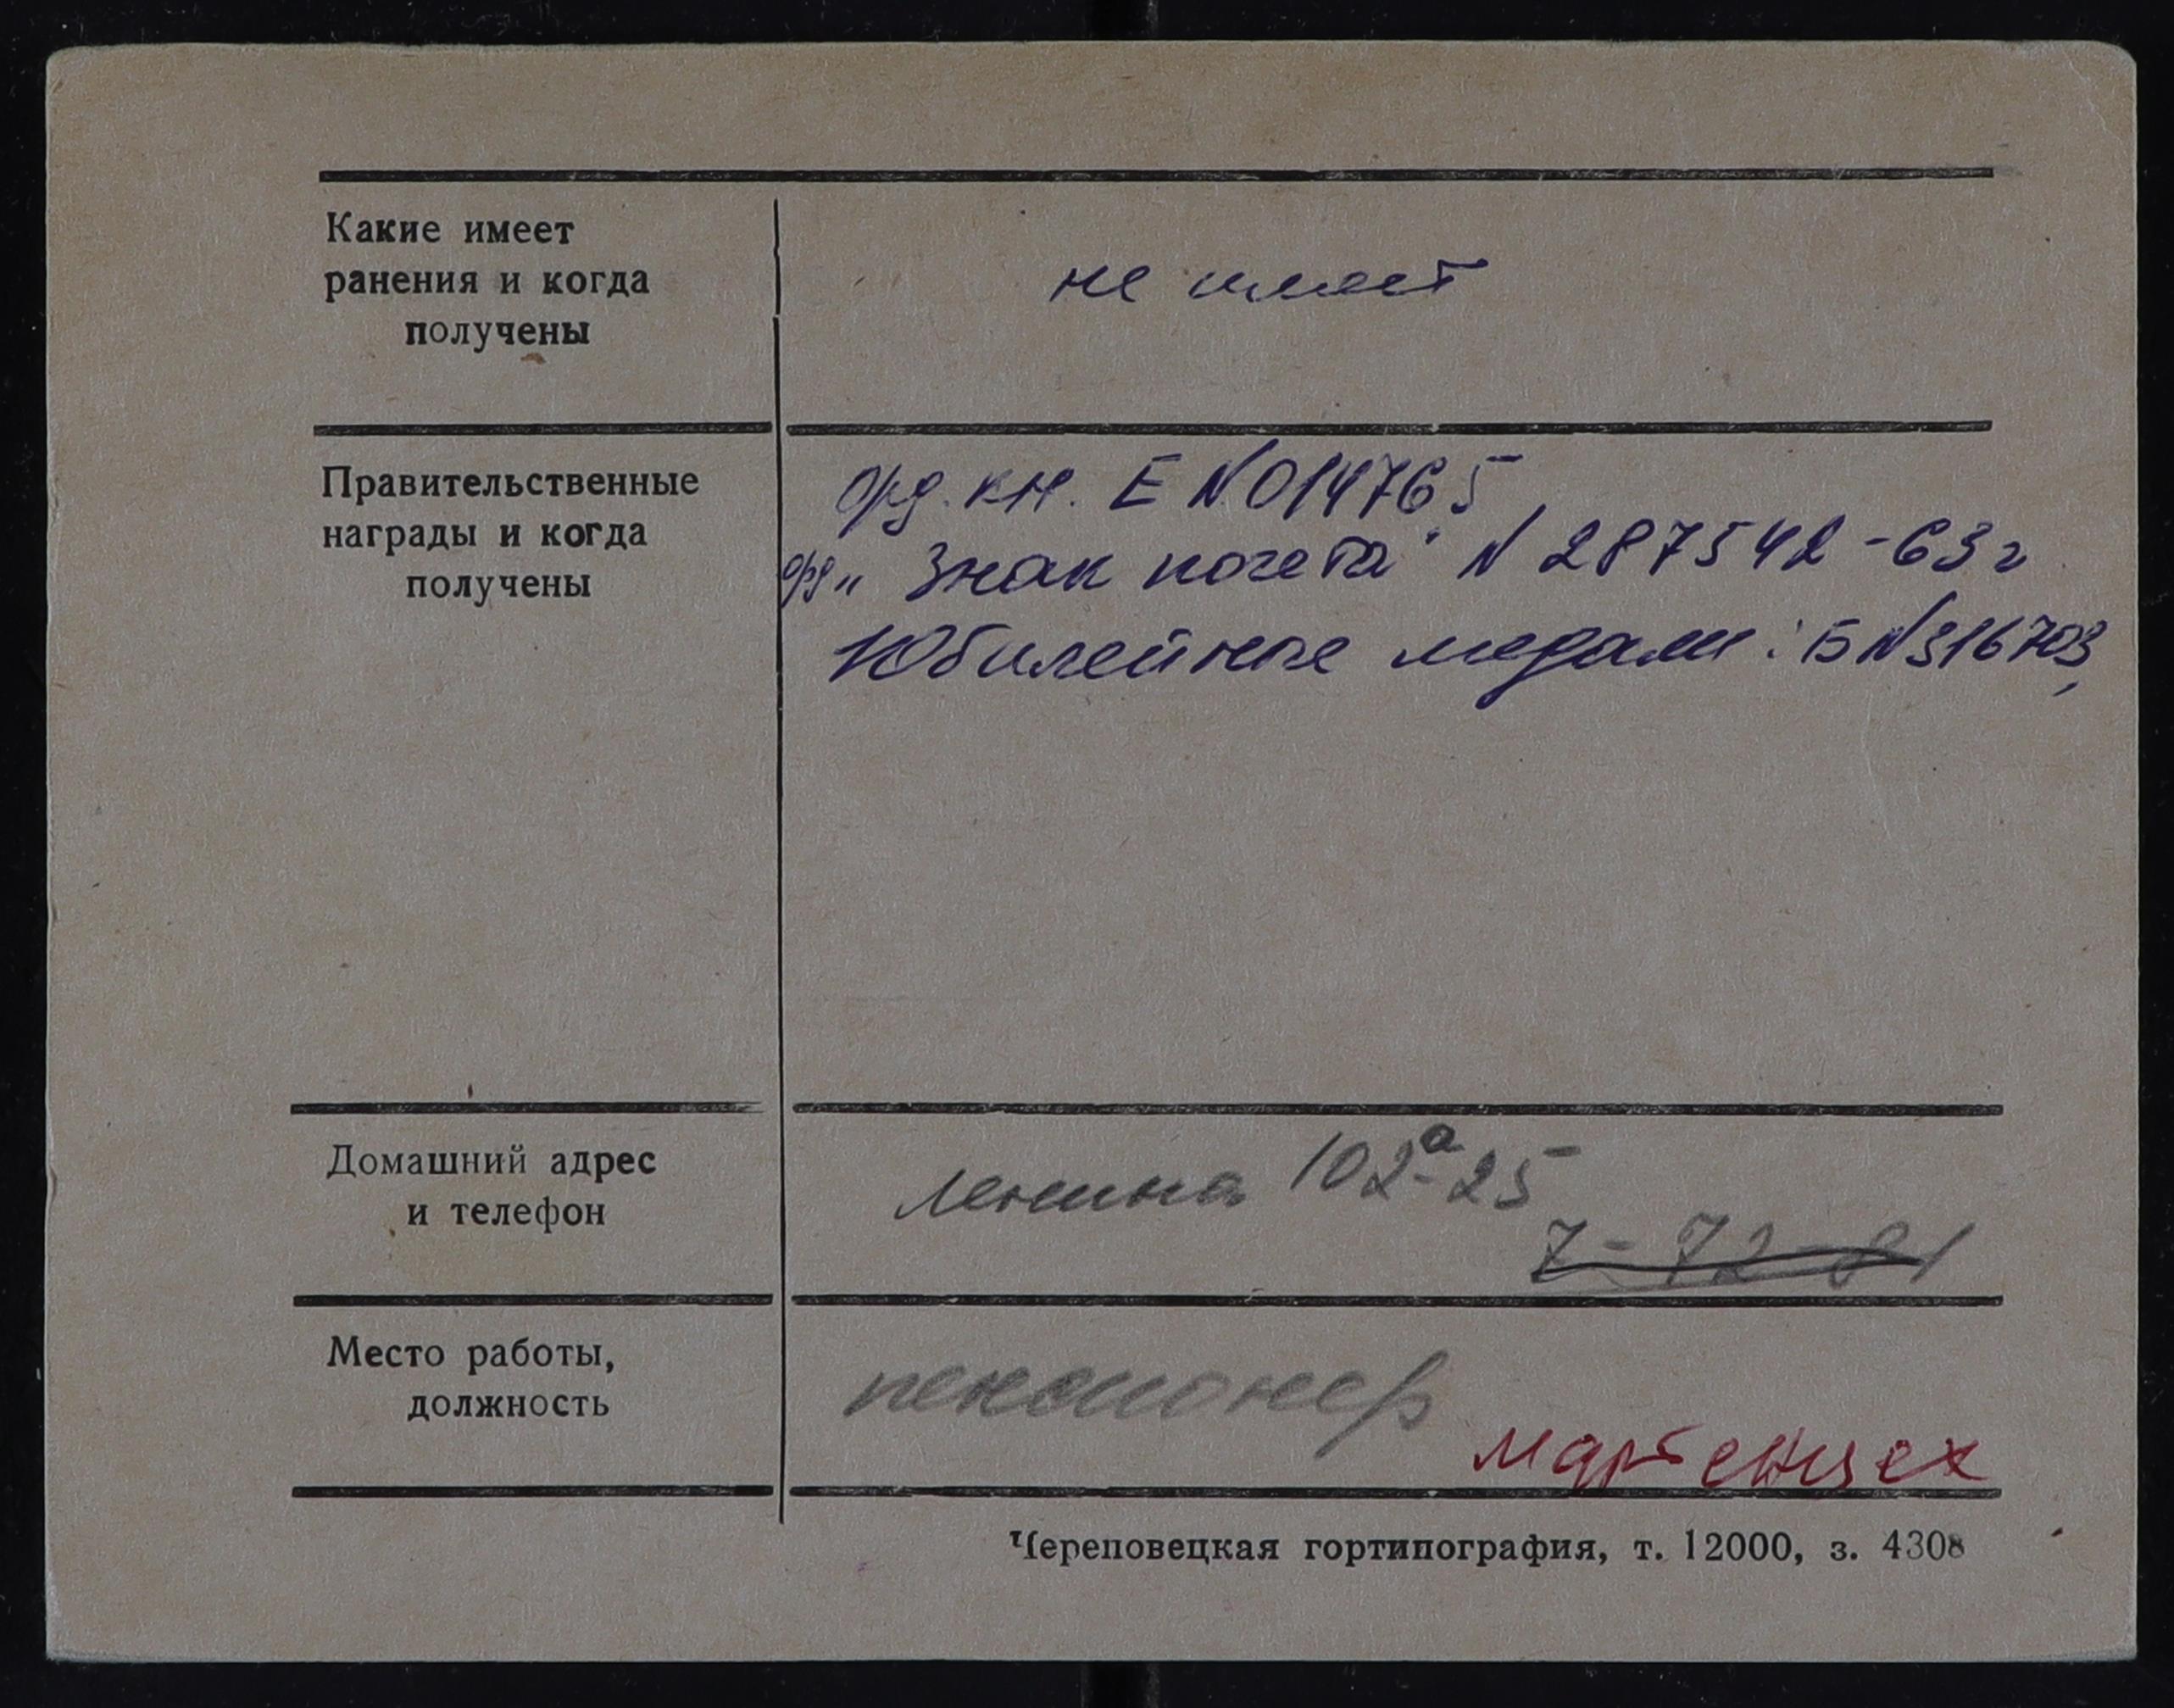 Какие имеет
ранения и когда
получены
не имеет
Правительственные
награды и когда
получены
орд. кн. Е N 014765
орд „Знак почета" N 287542 - 63 г
Юбилейные медали: Б N 316703,
Домашний адрес
и телефон
Ленина 102а-25
7-72-81
Место работы,
должность
пенсионер
мартенцех
Череповецкая гортипография, т. 12000, з. 4308